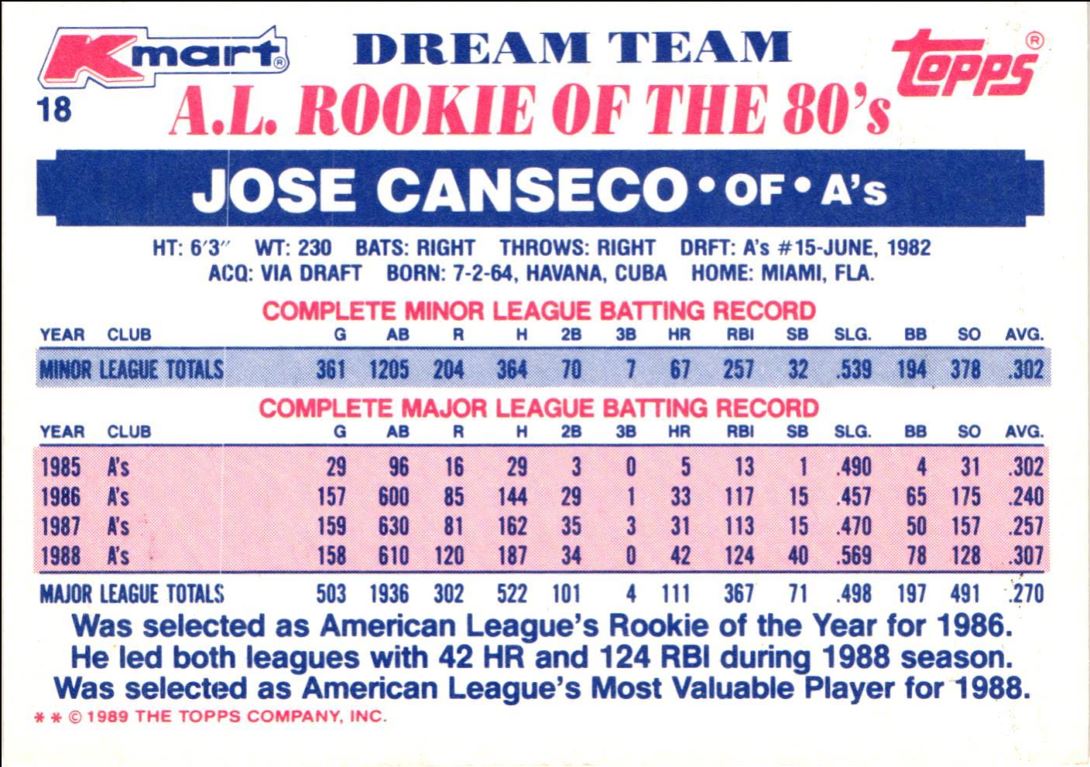 Kmart® DREAM TEAM Topps®
18 A.L. ROOKIE OF THE 80's
JOSE CANSECO • OF • A's
HT: 6'3" WT: 230 BATS: RIGHT THROWS: RIGHT DRFT: A's #15-JUNE, 1982
ACQ: VIA DRAFT BORN: 7-2-64, HAVANA, CUBA HOME: MIAMI, FLA.
COMPLETE MINOR LEAGUE BATTING RECORD
YEAR CLUB G AB R H 2B 3B HR RBI SB SLG. BB SO AVG.
MINOR LEAGUE TOTALS 361 1205 204 364 70 7 67 257 32 .539 194 378 .302
COMPLETE MAJOR LEAGUE BATTING RECORD
YEAR CLUB G AB R H 2B 3B HR RBI SB SLG. BB SO AVG.
1985 A's 29 96 16 29 3 0 5 13 1 .490 4 31 .302
1986 A's 157 600 85 144 29 1 33 117 15 .457 65 175 .240
1987 A's 159 630 81 162 35 3 31 113 15 .470 50 157 .257
1988 A's 158 610 120 187 34 0 42 124 40 .569 78 128 .307
MAJOR LEAGUE TOTALS 503 1936 302 522 101 4 111 367 71 .498 197 491 .270
Was selected as American League's Rookie of the Year for 1986.
He led both leagues with 42 HR and 124 RBI during 1988 season.
Was selected as American League's Most Valuable Player for 1988.
* * © 1989 THE TOPPS COMPANY, INC.